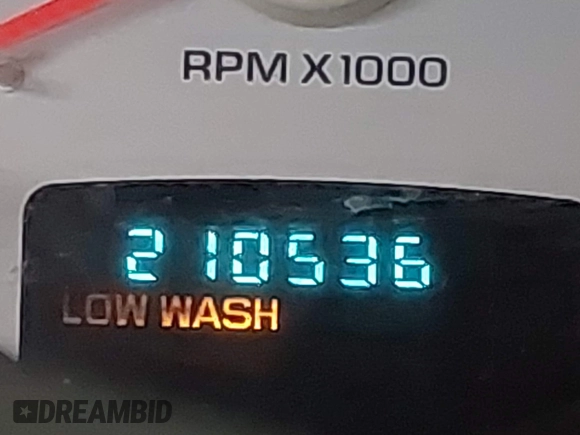 RPM X1000
210536
LOW WASH
DREAMBID